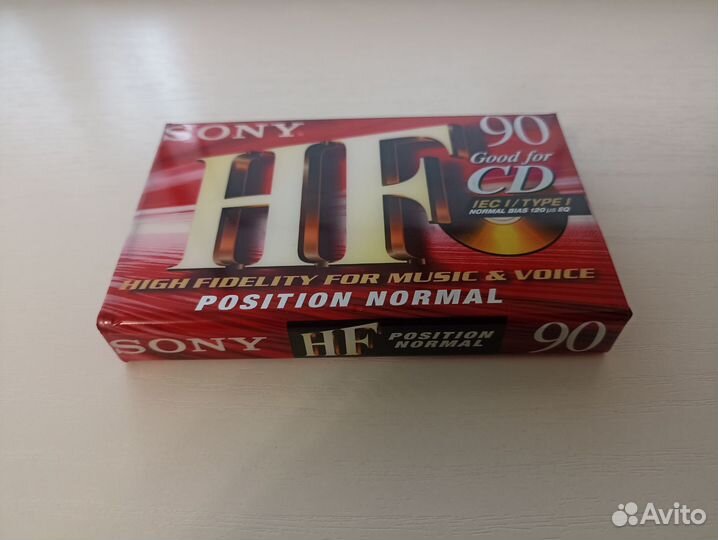 SONY
90
HF
Good for
CD
IEC I / TYPE I
NORMAL BIAS 120 µs EQ
HIGH FIDELITY FOR MUSIC & VOICE
POSITION NORMAL
SONY HF POSITION NORMAL 90
Avito